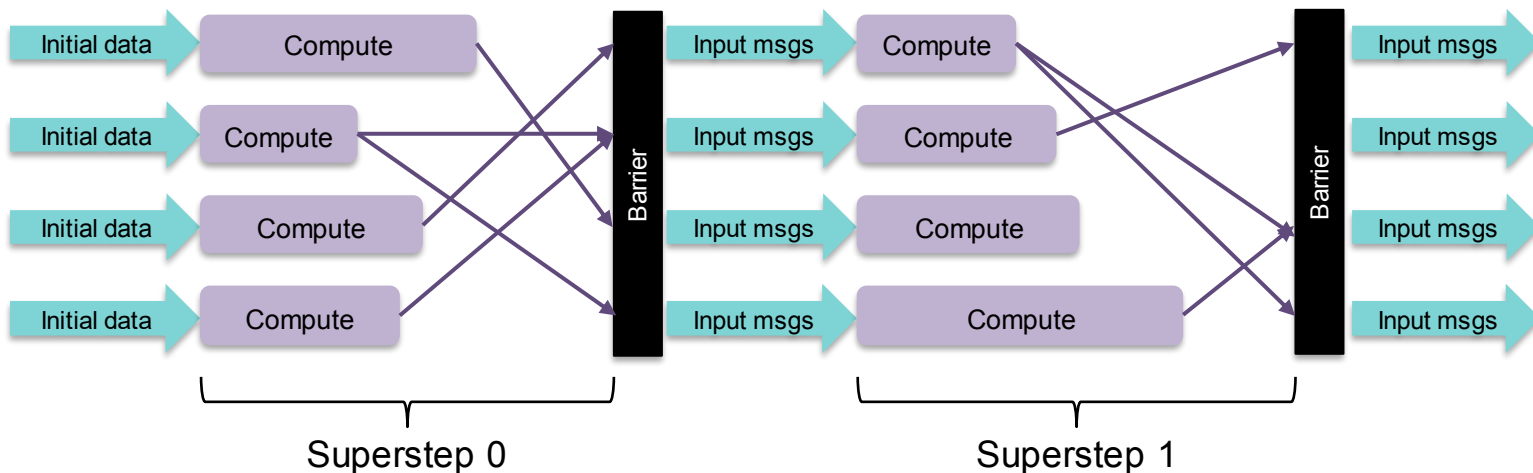 Initial data
Compute
Input msgs
Compute
Input msgs
Initial data
Compute
Input msgs
Compute
Input msgs
Barrier
Barrier
Initial data
Compute
Input msgs
Compute
Input msgs
Initial data
Compute
Input msgs
Compute
Input msgs
Superstep 0
Superstep 1